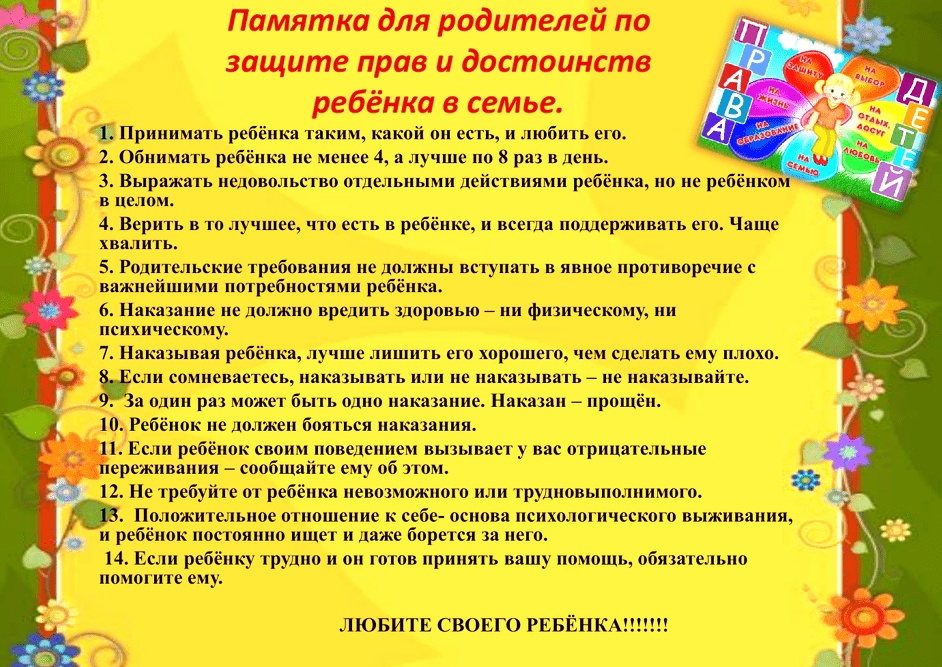 Памятка для родителей по
защите прав и достоинств
ребёнка в семье.
ПРАВА
ДЕТЕЙ
НА ЗАЩИТУ
НА ВЫБОР
НА ЖИЗНЬ
НА ОТДЫХ, ДОСУГ
НА ОБРАЗОВАНИЕ
НА ЛЮБОВЬ
НА СЕМЬЮ
1. Принимать ребёнка таким, какой он есть, и любить его.
2. Обнимать ребёнка не менее 4, а лучше по 8 раз в день.
3. Выражать недовольство отдельными действиями ребёнка, но не ребёнком
в целом.
4. Верить в то лучшее, что есть в ребёнке, и всегда поддерживать его. Чаще
хвалить.
5. Родительские требования не должны вступать в явное противоречие с
важнейшими потребностями ребёнка.
6. Наказание не должно вредить здоровью – ни физическому, ни
психическому.
7. Наказывая ребёнка, лучше лишить его хорошего, чем сделать ему плохо.
8. Если сомневаетесь, наказывать или не наказывать – не наказывайте.
9. За один раз может быть одно наказание. Наказан – прощён.
10. Ребёнок не должен бояться наказания.
11. Если ребёнок своим поведением вызывает у вас отрицательные
переживания – сообщайте ему об этом.
12. Не требуйте от ребёнка невозможного или трудновыполнимого.
13. Положительное отношение к себе- основа психологического выживания,
и ребёнок постоянно ищет и даже борется за него.
14. Если ребёнку трудно и он готов принять вашу помощь, обязательно
помогите ему.
ЛЮБИТЕ СВОЕГО РЕБЁНКА!!!!!!!